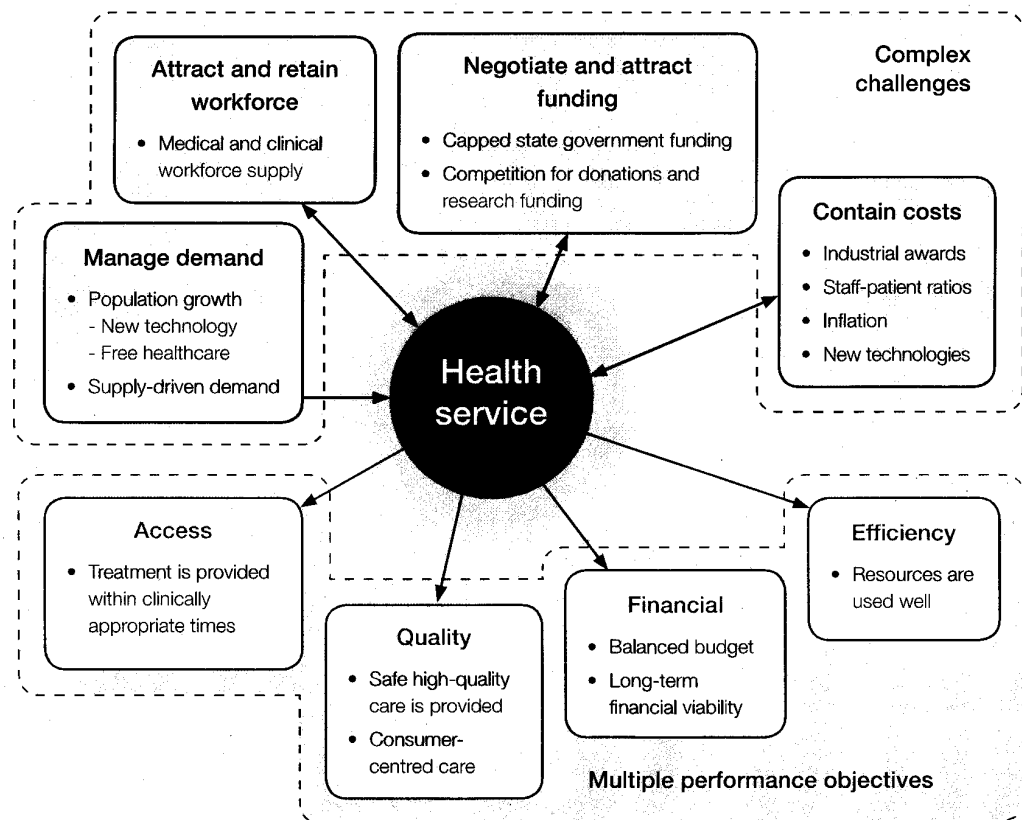 Complex
challenges
Attract and retain
workforce
• Medical and clinical
workforce supply
Negotiate and attract
funding
• Capped state government funding
• Competition for donations and
research funding
Contain costs
• Industrial awards
• Staff-patient ratios
• Inflation
• New technologies
Manage demand
• Population growth
- New technology
- Free healthcare
• Supply-driven demand
Health
service
Access
• Treatment is provided
within clinically
appropriate times
Quality
• Safe high-quality
care is provided
• Consumer-
centred care
Financial
• Balanced budget
• Long-term
financial viability
Efficiency
• Resources are
used well
Multiple performance objectives